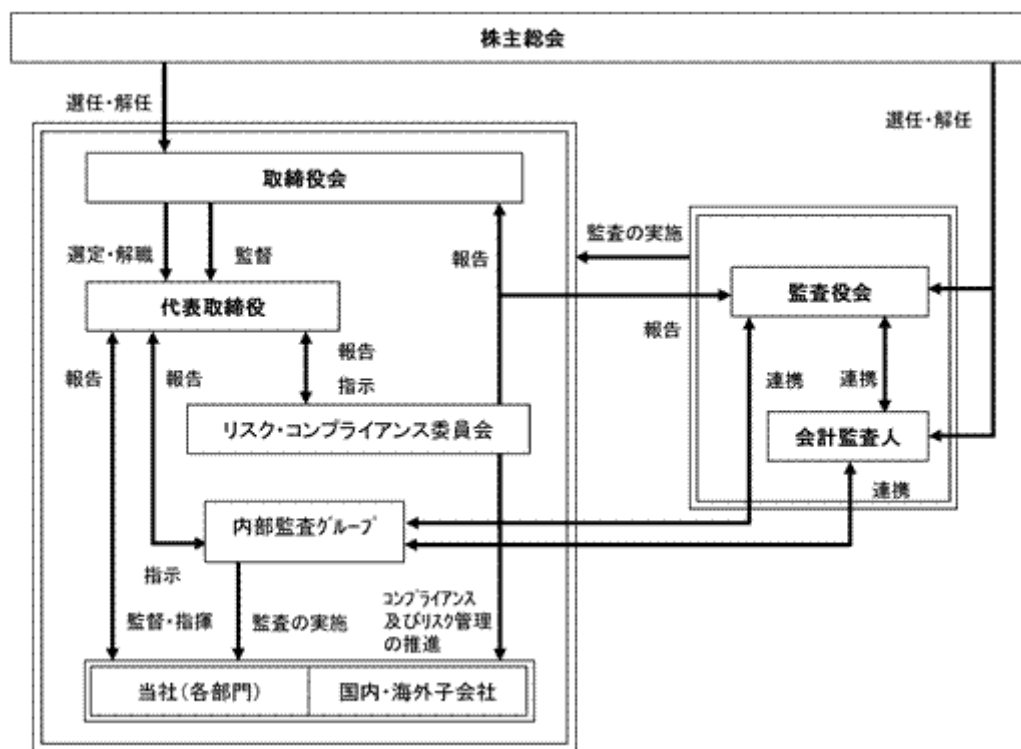 株主総会
選任・解任
選任・解任
取締役会
選定・解職
監督
報告
監査の実施
代表取締役
監査役会
報告
報告
報告
指示
報告
連携
連携
リスク・コンプライアンス委員会
会計監査人
連携
内部監査グループ
指示
監督・指揮
監査の実施
コンプライアンス
及びリスク管理
の推進
当社(各部門)
国内・海外子会社